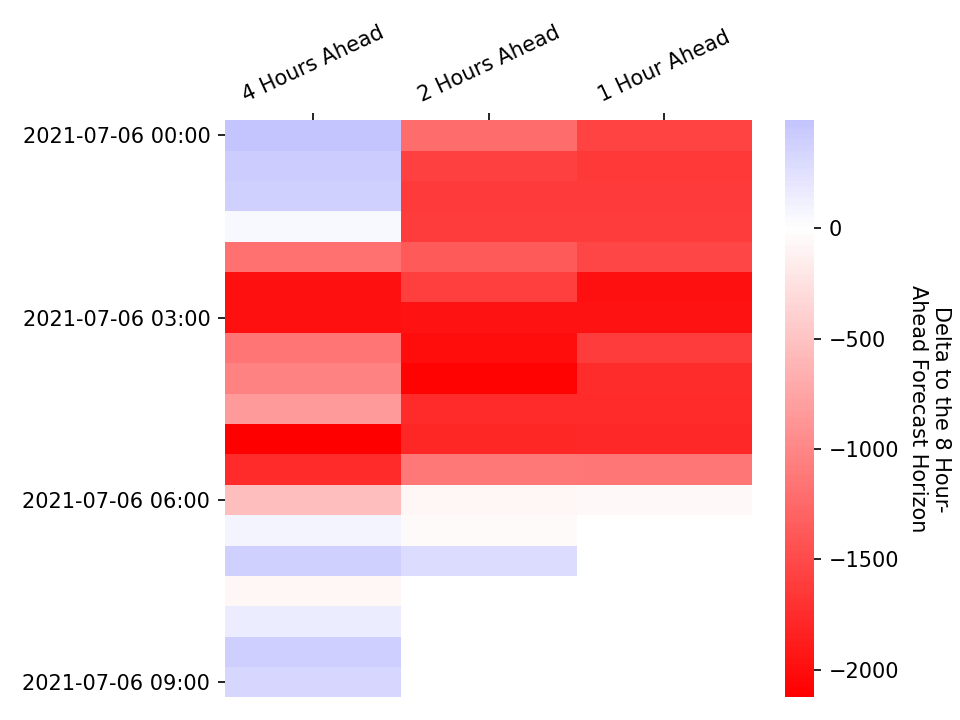 4 Hours Ahead
2 Hours Ahead
1 Hour Ahead
2021-07-06 00:00
2021-07-06 03:00
2021-07-06 06:00
2021-07-06 09:00
0
−500
−1000
−1500
−2000
Delta to the 8 Hour-
Ahead Forecast Horizon